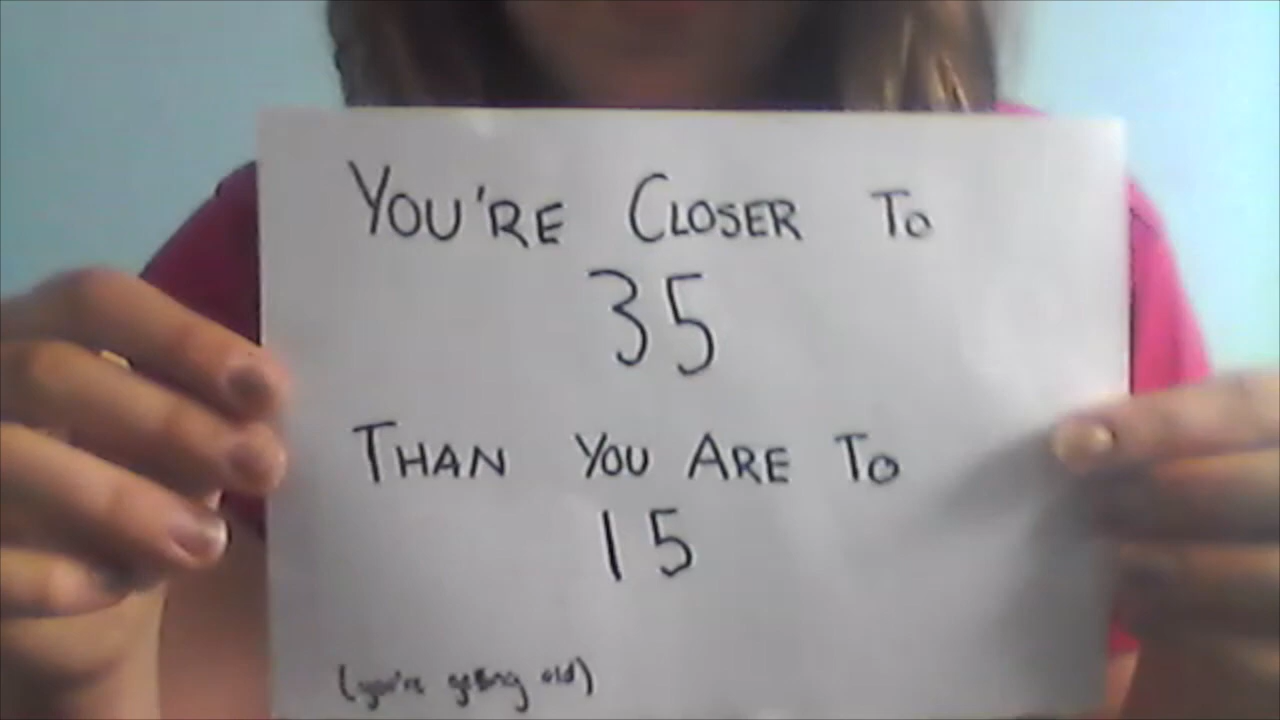 YOU'RE CLOSER TO
35
THAN YOU ARE TO
15
(you're getting old)